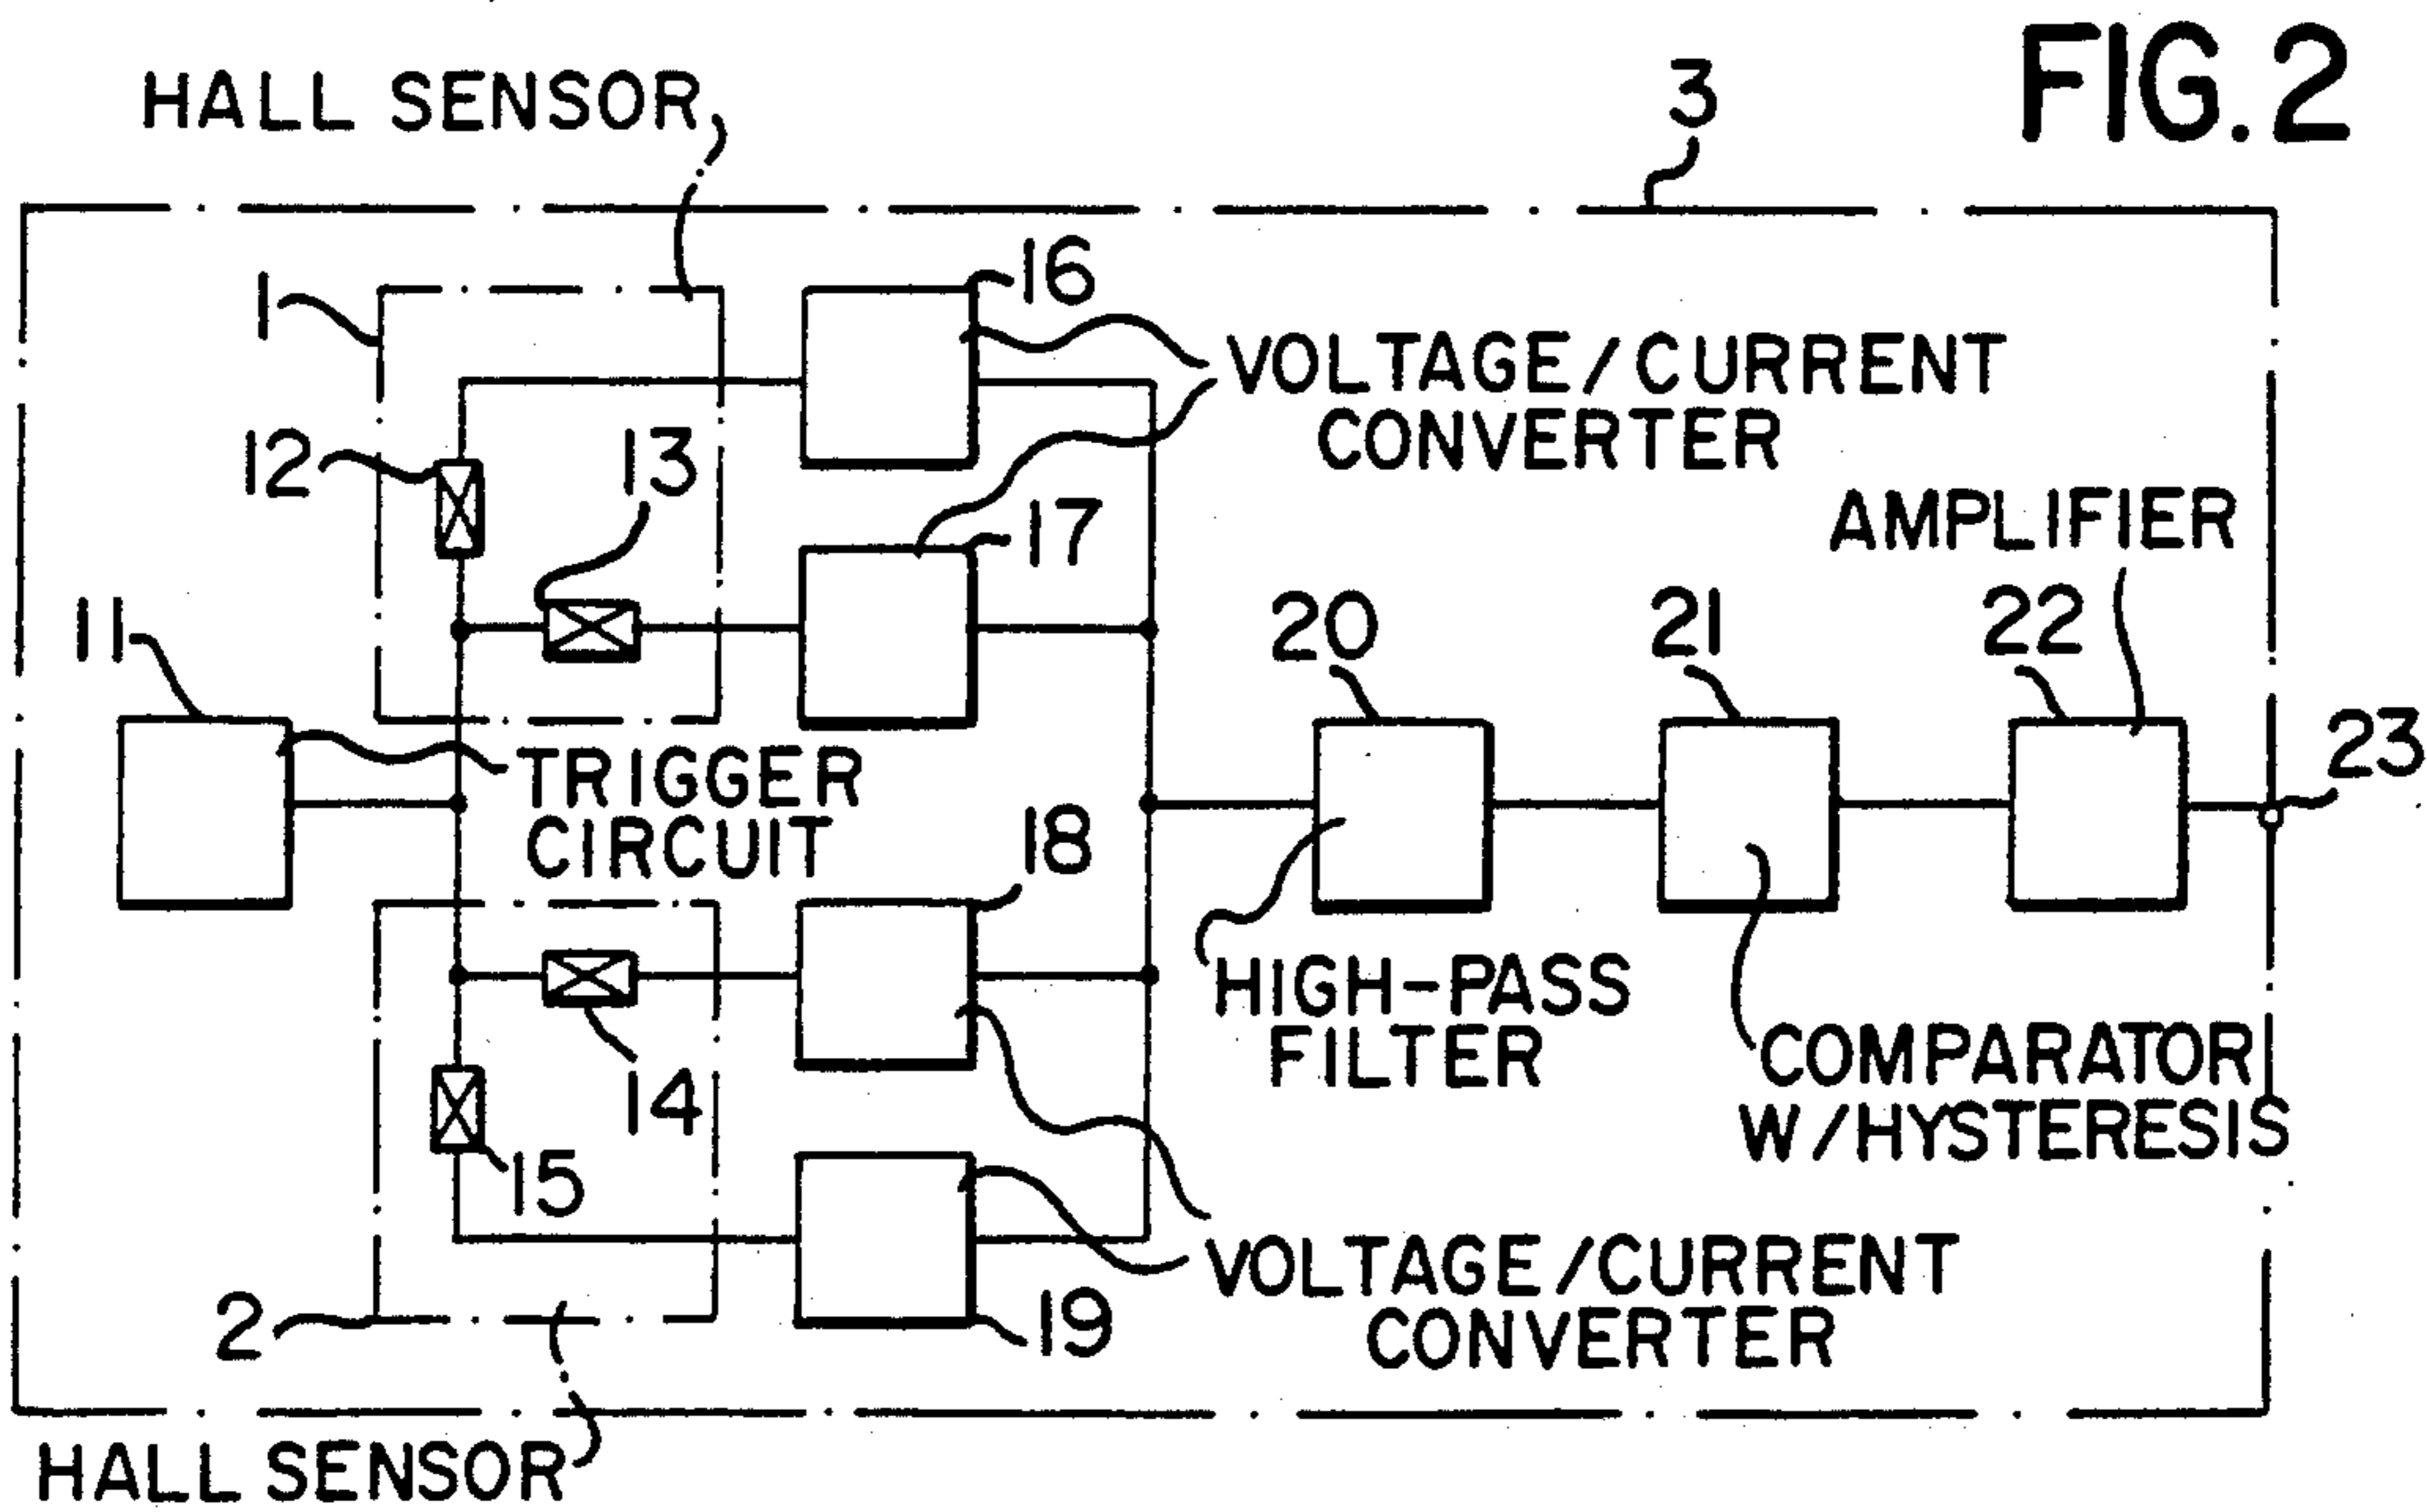 FIG.2
HALL SENSOR
3
1
16
VOLTAGE/CURRENT
CONVERTER
12
13
17
AMPLIFIER
11
20
21
22
23
TRIGGER
CIRCUIT
18
HIGH-PASS
FILTER
COMPARATOR
W/HYSTERESIS
14
15
VOLTAGE/CURRENT
CONVERTER
2
19
HALL SENSOR